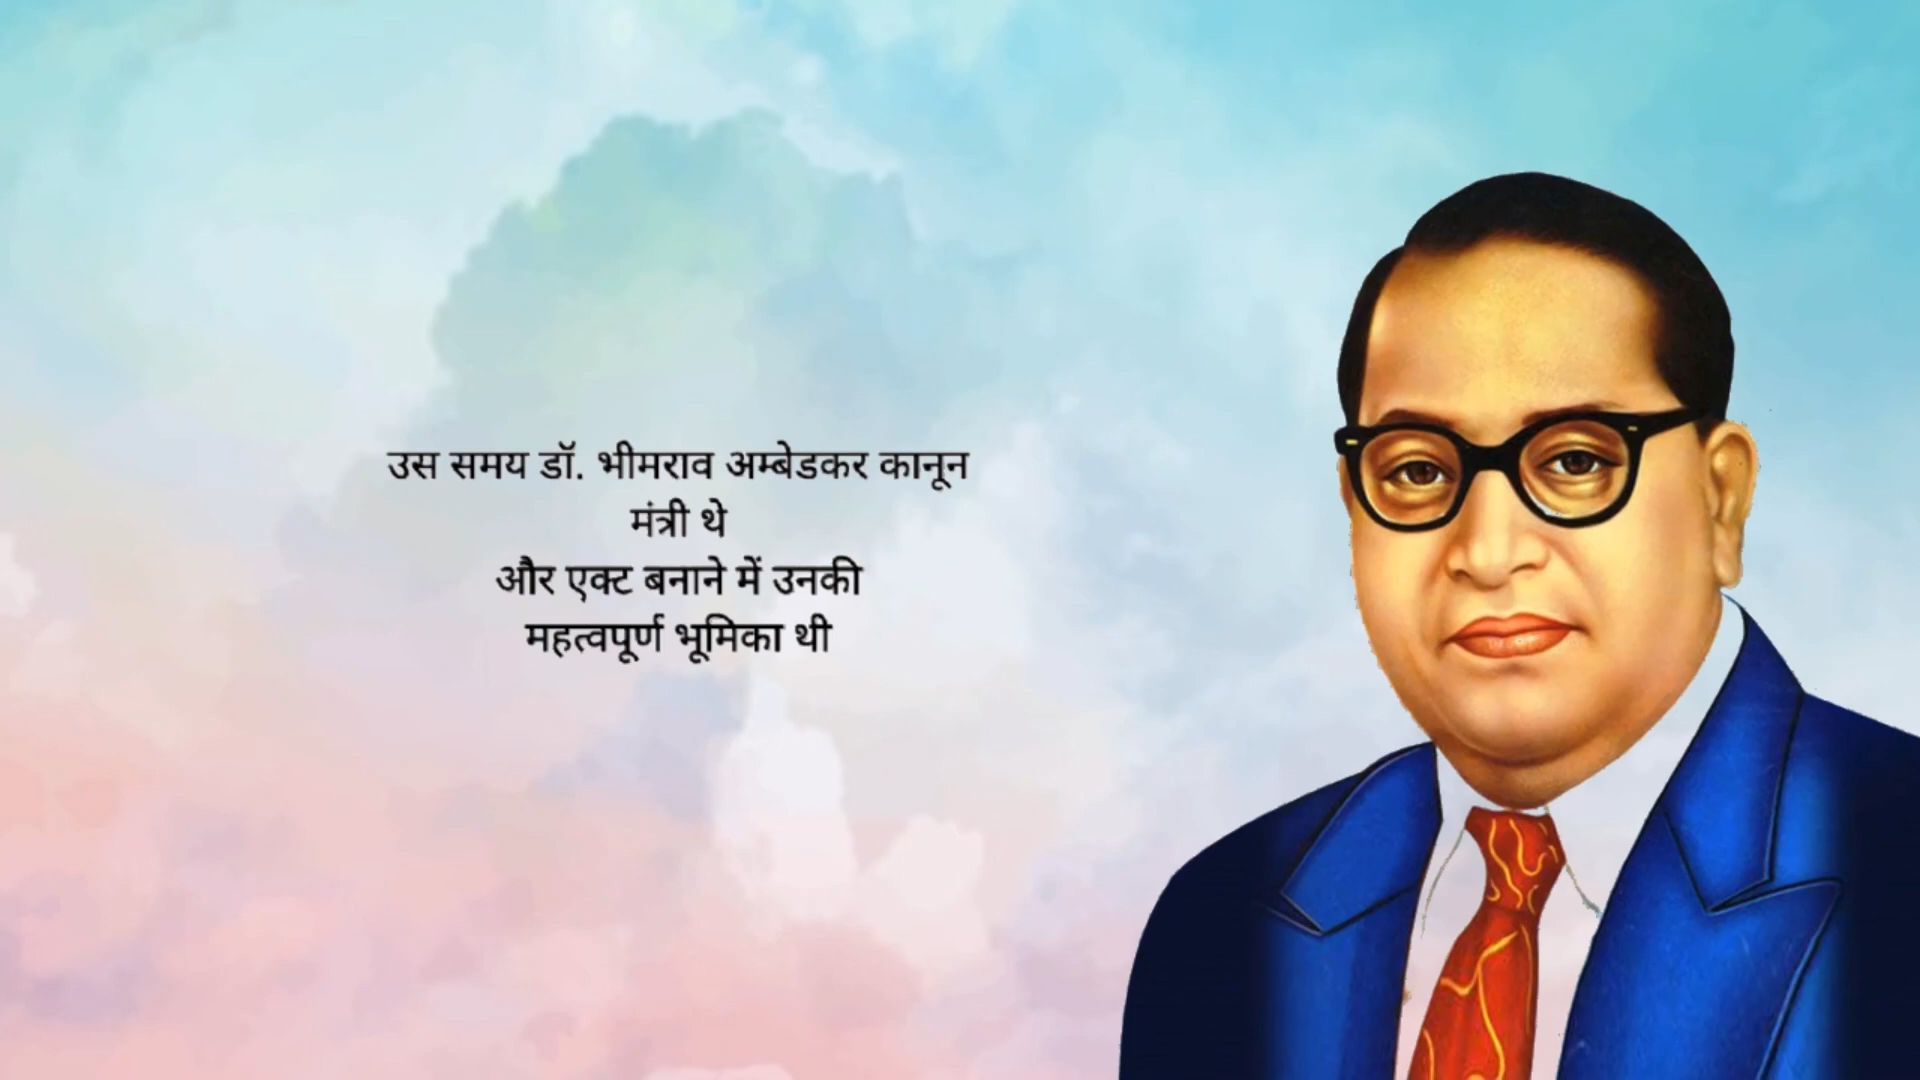 उस समय डॉ. भीमराव अम्बेडकर कानून
मंत्री थे
और एक्ट बनाने में उनकी
महत्वपूर्ण भूमिका थी